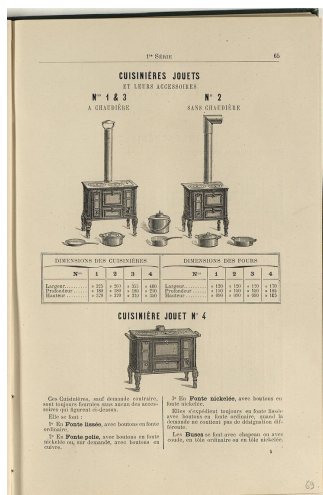 1re SÉRIE 65
CUISINIÈRES JOUETS
ET LEURS ACCESSOIRES
Nos 1 & 3
A CHAUDIÈRE
N° 2
SANS CHAUDIÈRE
DIMENSIONS DES CUISINIÈRES DIMENSIONS DES FOURS
Nos 1 2 3 4 Nos 1 2 3 4
Largeur
Profondeur
Hauteur
Largeur
Profondeur
Hauteur
CUISINIÈRE JOUET N° 4
Ces Cuisinières, sauf demande contraire,
sont toujours fournies sans aucun des acces-
soires qui figurent ci-dessus.
Elle se font :
1° En Fonte lissée, avec boutons en fonte
ordinaire.
2° En Fonte polie, avec boutons en fonte
nickelée ou, sur demande, avec boutons en
cuivre.
3° En Fonte nickelée, avec boutons en
fonte nickelée.
Elles s'expédient toujours en fonte lissée
avec boutons en fonte ordinaire, quand la
demande ne contient pas de désignation dif-
férente.
Les Buses se font avec chapeau ou avec
coude, en tôle ordinaire ou en tôle nickelée.
69.